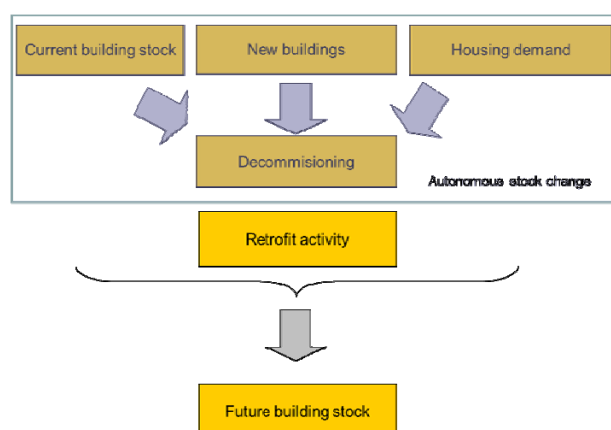 Current building stock
New buildings
Housing demand
Decommisioning
Autonomous stock change
Retrofit activity
Future building stock